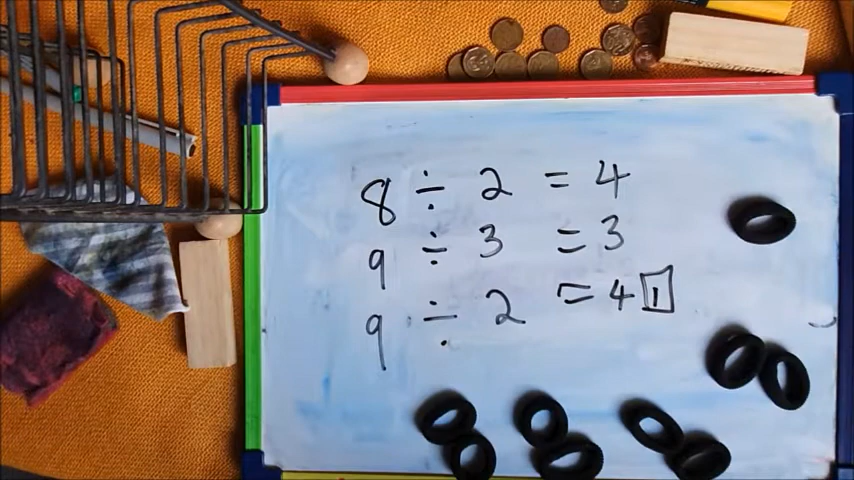 8 ÷ 2 = 4
9 ÷ 3 = 3
9 ÷ 2 = 4 1